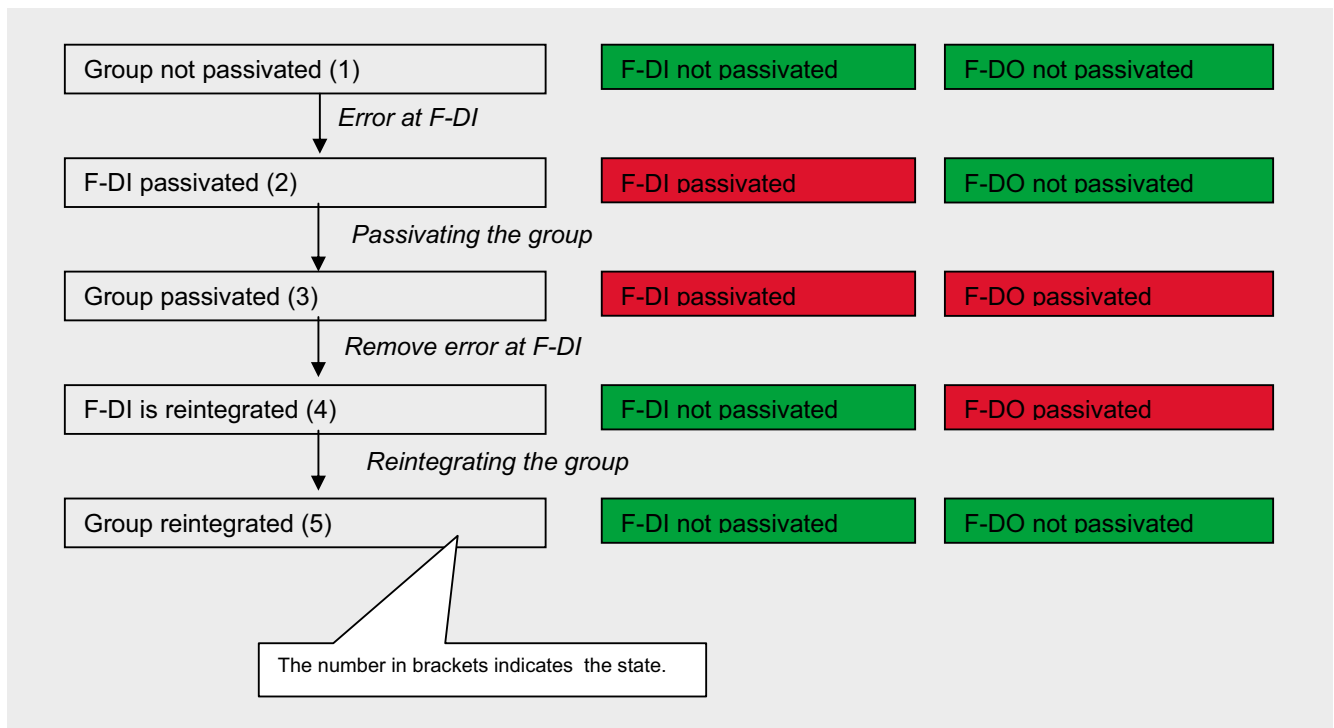 Group not passivated (1)
F-DI not passivated
F-DO not passivated
Error at F-DI
F-DI passivated (2)
F-DI passivated
F-DO not passivated
Passivating the group
Group passivated (3)
F-DI passivated
F-DO passivated
Remove error at F-DI
F-DI is reintegrated (4)
F-DI not passivated
F-DO passivated
Reintegrating the group
Group reintegrated (5)
F-DI not passivated
F-DO not passivated
The number in brackets indicates the state.